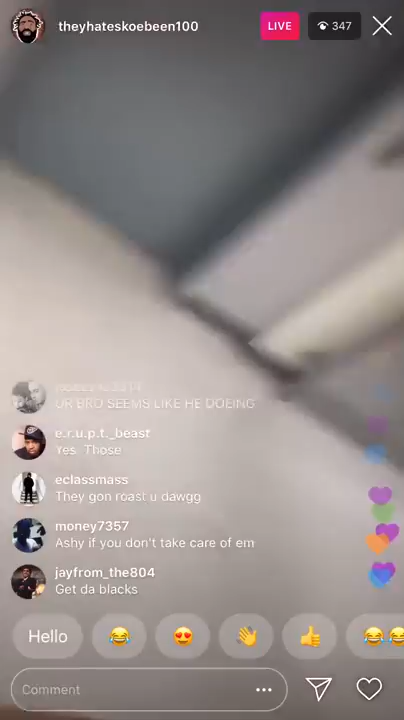 theyhateskoebeen100
LIVE
347
UR BRO SEEMS LIKE HE DOEING
e.r.u.p.t._beast
Yes. Those
eclassmass
They gon roast u dawgg
money7357
Ashy if you don't take care of em
jayfrom_the804
Get da blacks
Hello
Comment